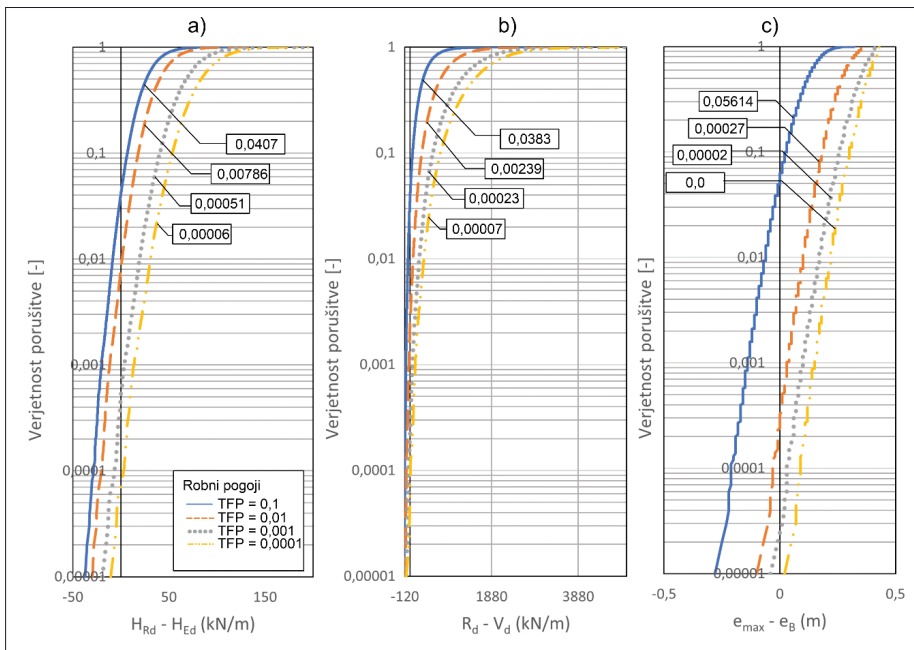 a)
b)
c)
Verjetnost porušitve [-]
1
0,1
0,01
0,001
0,0001
0,00001
-50
50
150
H_Rd - H_Ed (kN/m)
0,0407
0,00786
0,00051
0,00006
Robni pogoji
TFP = 0,1
TFP = 0,01
TFP = 0,001
TFP = 0,0001
Verjetnost porušitve [-]
1
0,1
0,01
0,001
0,0001
0,00001
-120
1880
3880
R_d - V_d (kN/m)
0,0383
0,00239
0,00023
0,00007
Verjetnost porušitve [-]
1
0,1
0,01
0,001
0,0001
0,00001
-0,5
0
0,5
e_max - e_B (m)
0,05614
0,00027
0,00002
0,0